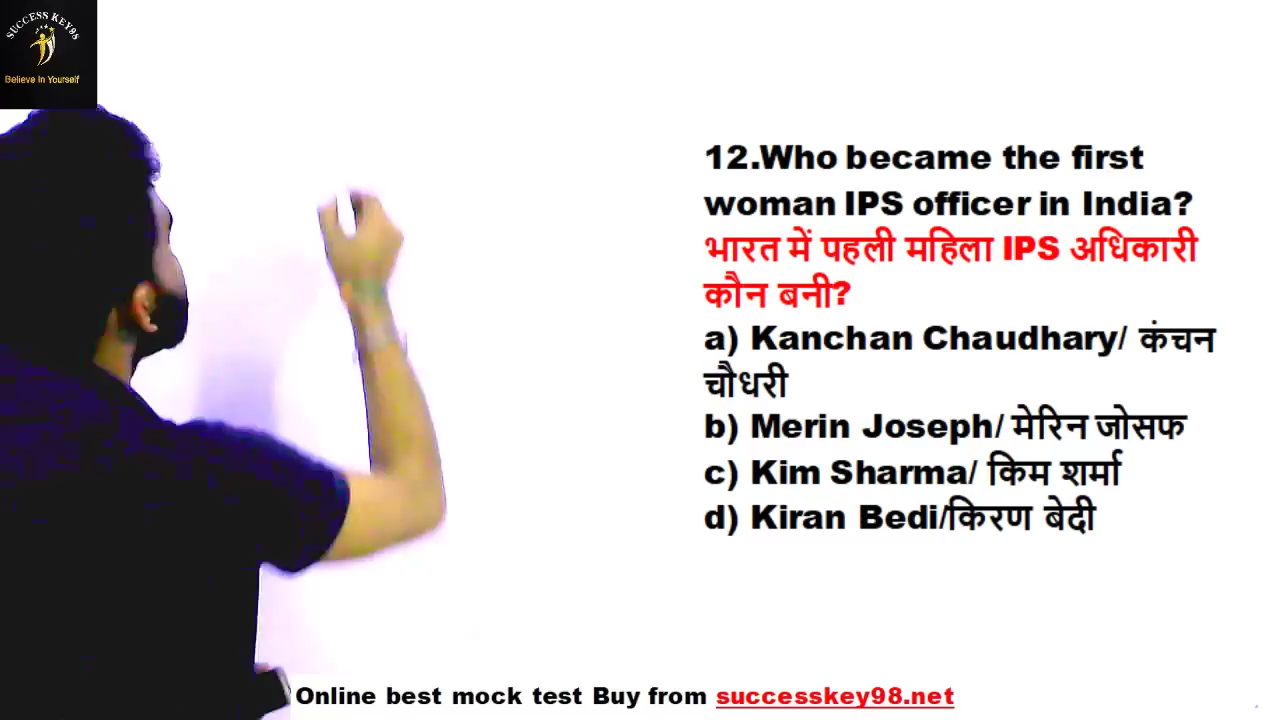 SUCCESS KEY98
Believe In Yourself
12.Who became the first
woman IPS officer in India?
भारत में पहली महिला IPS अधिकारी
कौन बनी?
a) Kanchan Chaudhary/ कंचन
चौधरी
b) Merin Joseph/ मेरिन जोसफ
c) Kim Sharma/ किम शर्मा
d) Kiran Bedi/किरण बेदी
Online best mock test Buy from successkey98.net